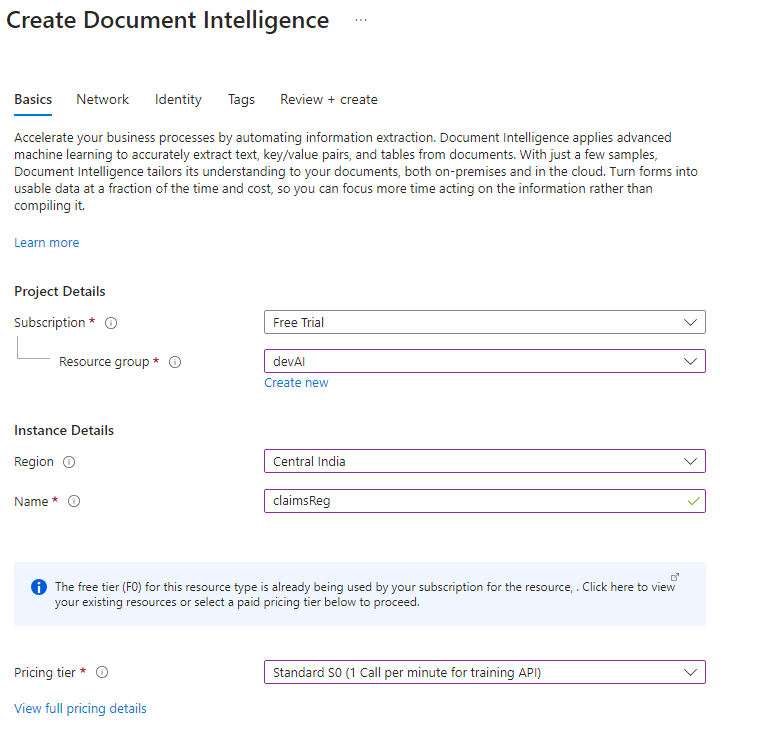 Create Document Intelligence ...
Basics Network Identity Tags Review + create
Accelerate your business processes by automating information extraction. Document Intelligence applies advanced
machine learning to accurately extract text, key/value pairs, and tables from documents. With just a few samples,
Document Intelligence tailors its understanding to your documents, both on-premises and in the cloud. Turn forms into
usable data at a fraction of the time and cost, so you can focus more time acting on the information rather than
compiling it.
Learn more
Project Details
Subscription * Free Trial
Resource group * devAI
Create new
Instance Details
Region Central India
Name * claimsReg
The free tier (F0) for this resource type is already being used by your subscription for the resource, . Click here to view
your existing resources or select a paid pricing tier below to proceed.
Pricing tier * Standard S0 (1 Call per minute for training API)
View full pricing details